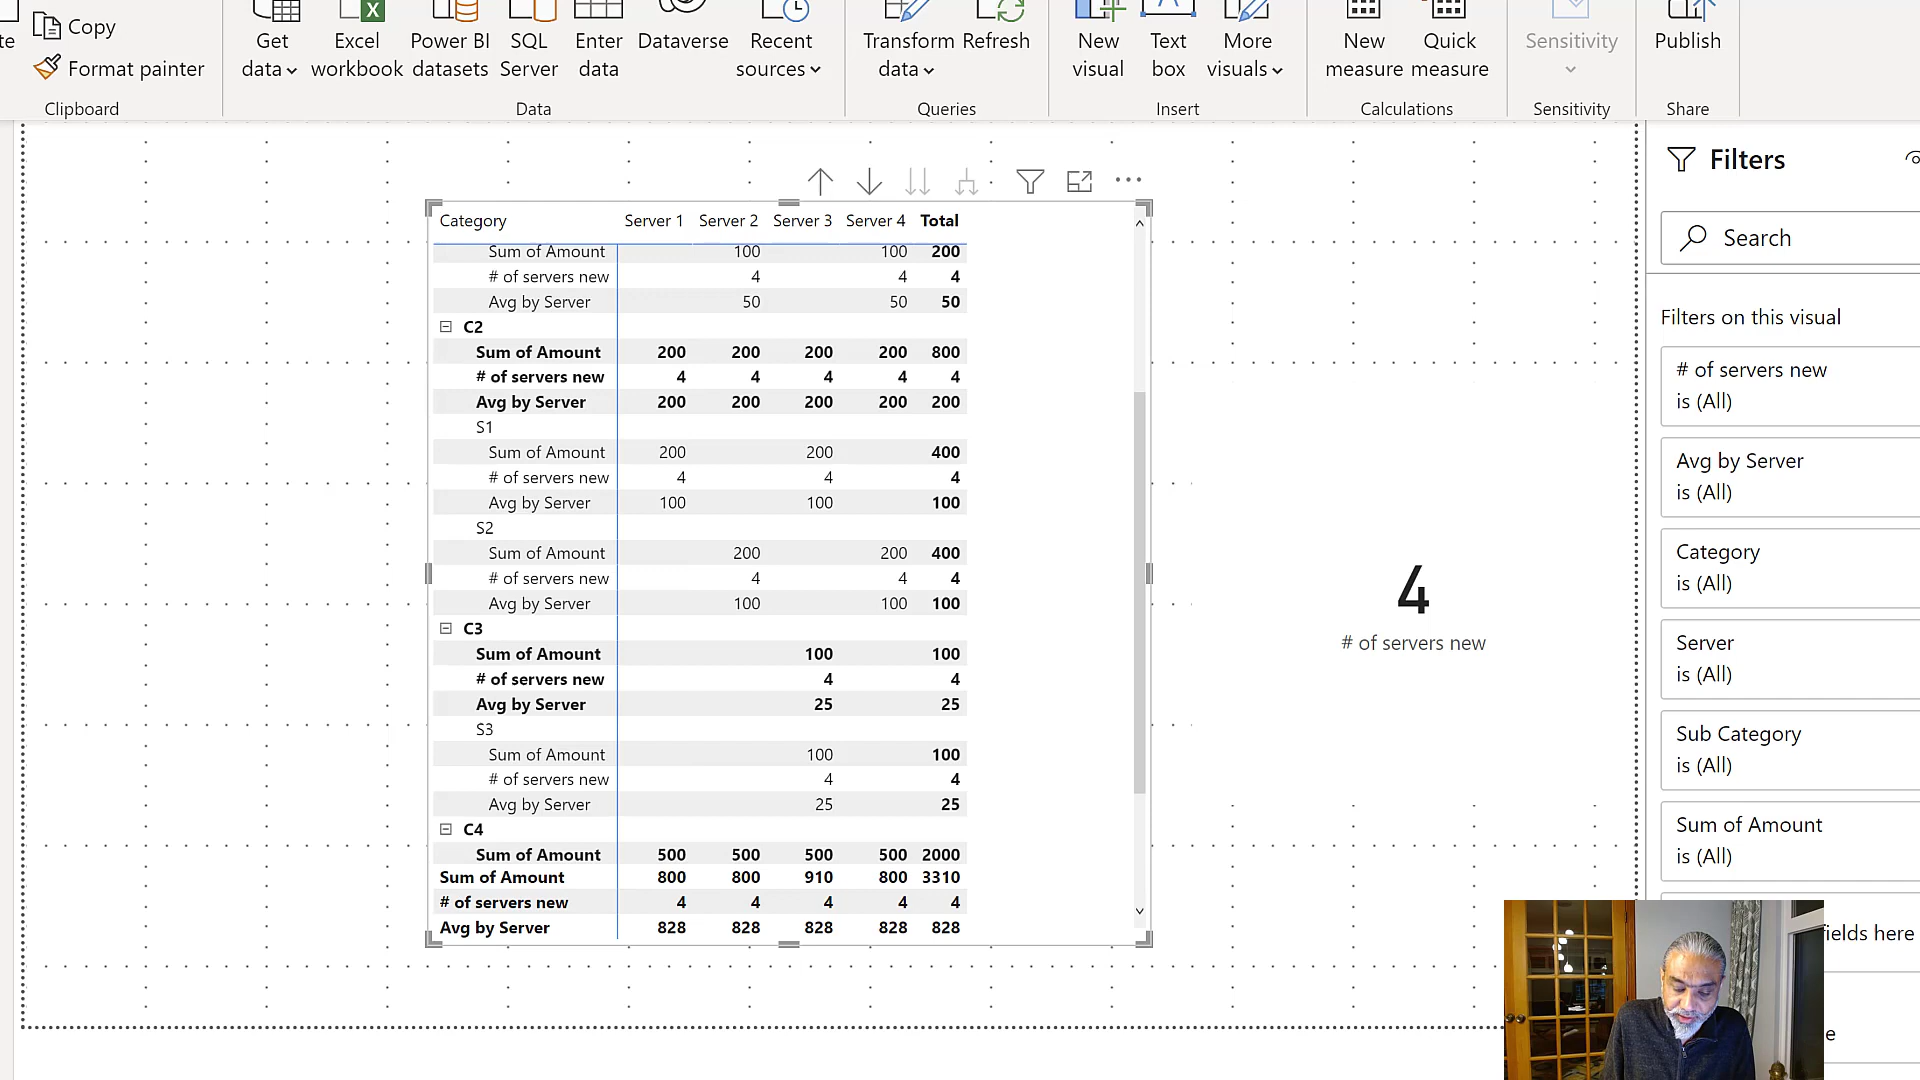 te
Copy
Format painter
Clipboard
Get data
Excel workbook
Power BI datasets
SQL Server
Enter data
Dataverse
Recent sources
Data
Transform data
Refresh
Queries
New visual
Text box
More visuals
Insert
New measure
Quick measure
Calculations
Sensitivity
Sensitivity
Publish
Share
Category Server 1 Server 2 Server 3 Server 4 Total
Sum of Amount 100 100 200
# of servers new 4 4 4
Avg by Server 50 50 50
C2
Sum of Amount 200 200 200 200 800
# of servers new 4 4 4 4 4
Avg by Server 200 200 200 200 200
S1
Sum of Amount 200 200 400
# of servers new 4 4 4
Avg by Server 100 100 100
S2
Sum of Amount 200 200 400
# of servers new 4 4 4
Avg by Server 100 100 100
C3
Sum of Amount 100 100
# of servers new 4 4
Avg by Server 25 25
S3
Sum of Amount 100 100
# of servers new 4 4
Avg by Server 25 25
C4
Sum of Amount 500 500 500 500 2000
Sum of Amount 800 800 910 800 3310
# of servers new 4 4 4 4 4
Avg by Server 828 828 828 828 828
4
# of servers new
Filters
Search
Filters on this visual
# of servers new
is (All)
Avg by Server
is (All)
Category
is (All)
Server
is (All)
Sub Category
is (All)
Sum of Amount
is (All)
fields here
e